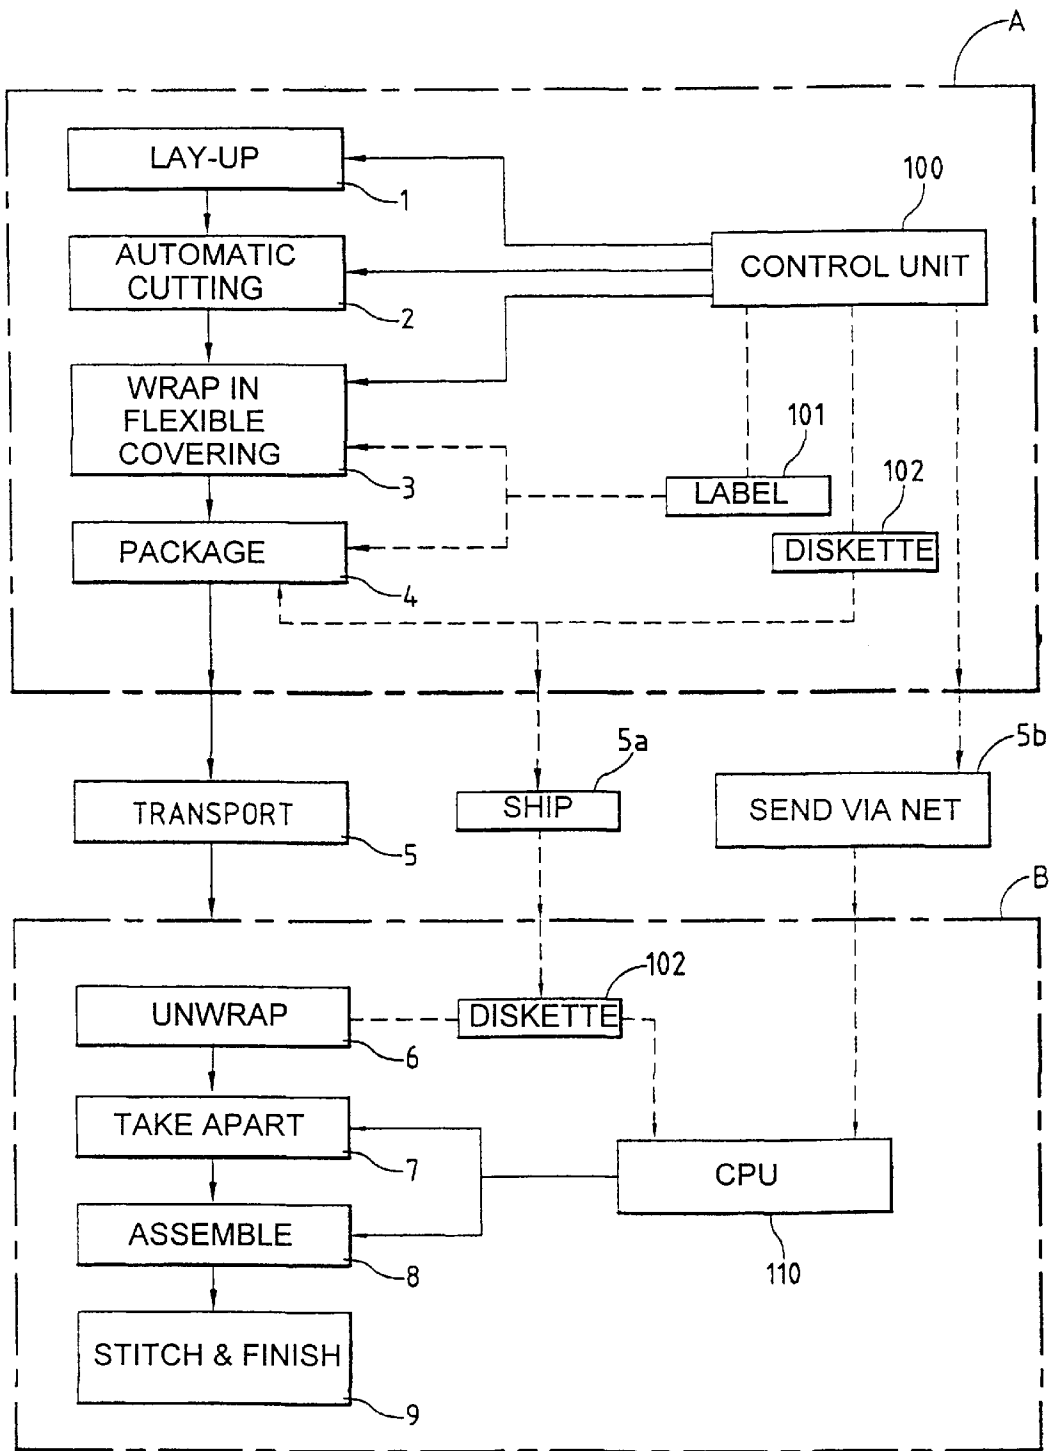 A
LAY-UP
1
100
AUTOMATIC
CUTTING
2
CONTROL UNIT
WRAP IN
FLEXIBLE
COVERING
3
101
LABEL
102
DISKETTE
PACKAGE
4
5a
5b
TRANSPORT
5
SHIP
SEND VIA NET
B
102
UNWRAP
6
DISKETTE
TAKE APART
7
CPU
110
ASSEMBLE
8
STITCH & FINISH
9